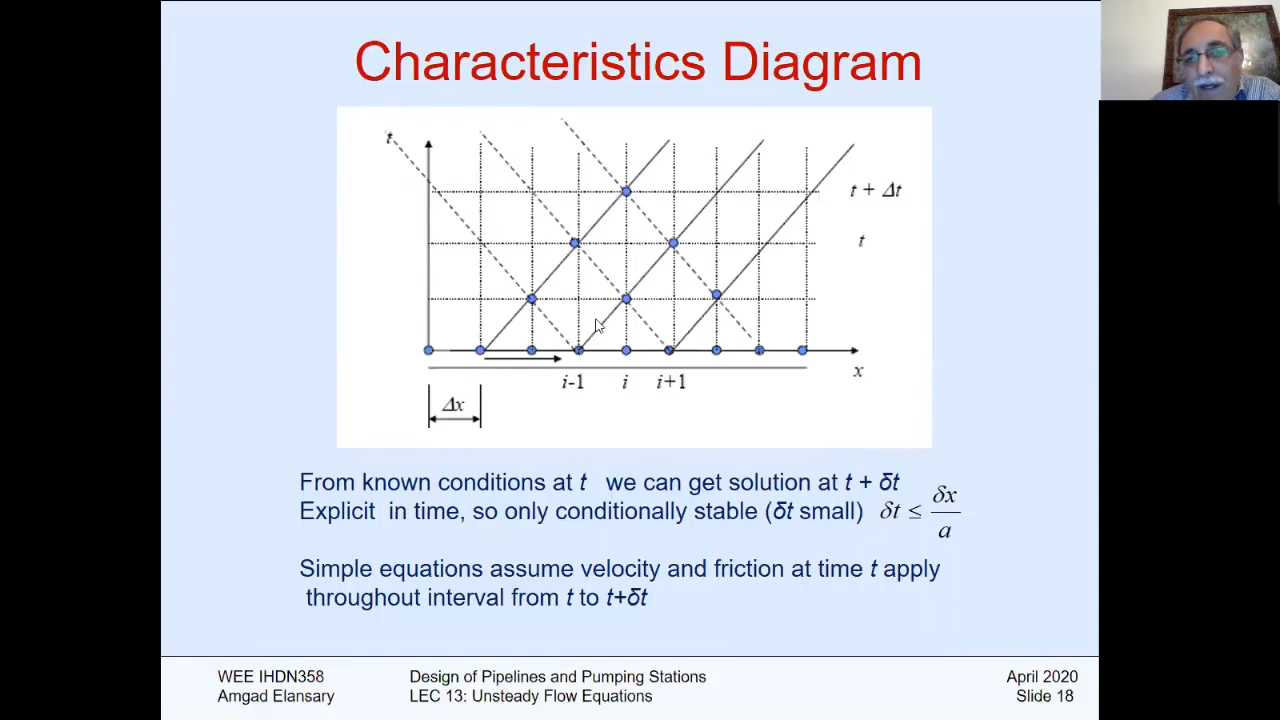 Characteristics Diagram
t
t + Δt
t
i-1 i i+1 x
Δx
From known conditions at t we can get solution at t + δt
Explicit in time, so only conditionally stable (δt small) δt ≤ δx/a
Simple equations assume velocity and friction at time t apply
throughout interval from t to t+δt
WEE IHDN358 Design of Pipelines and Pumping Stations April 2020
Amgad Elansary LEC 13: Unsteady Flow Equations Slide 18